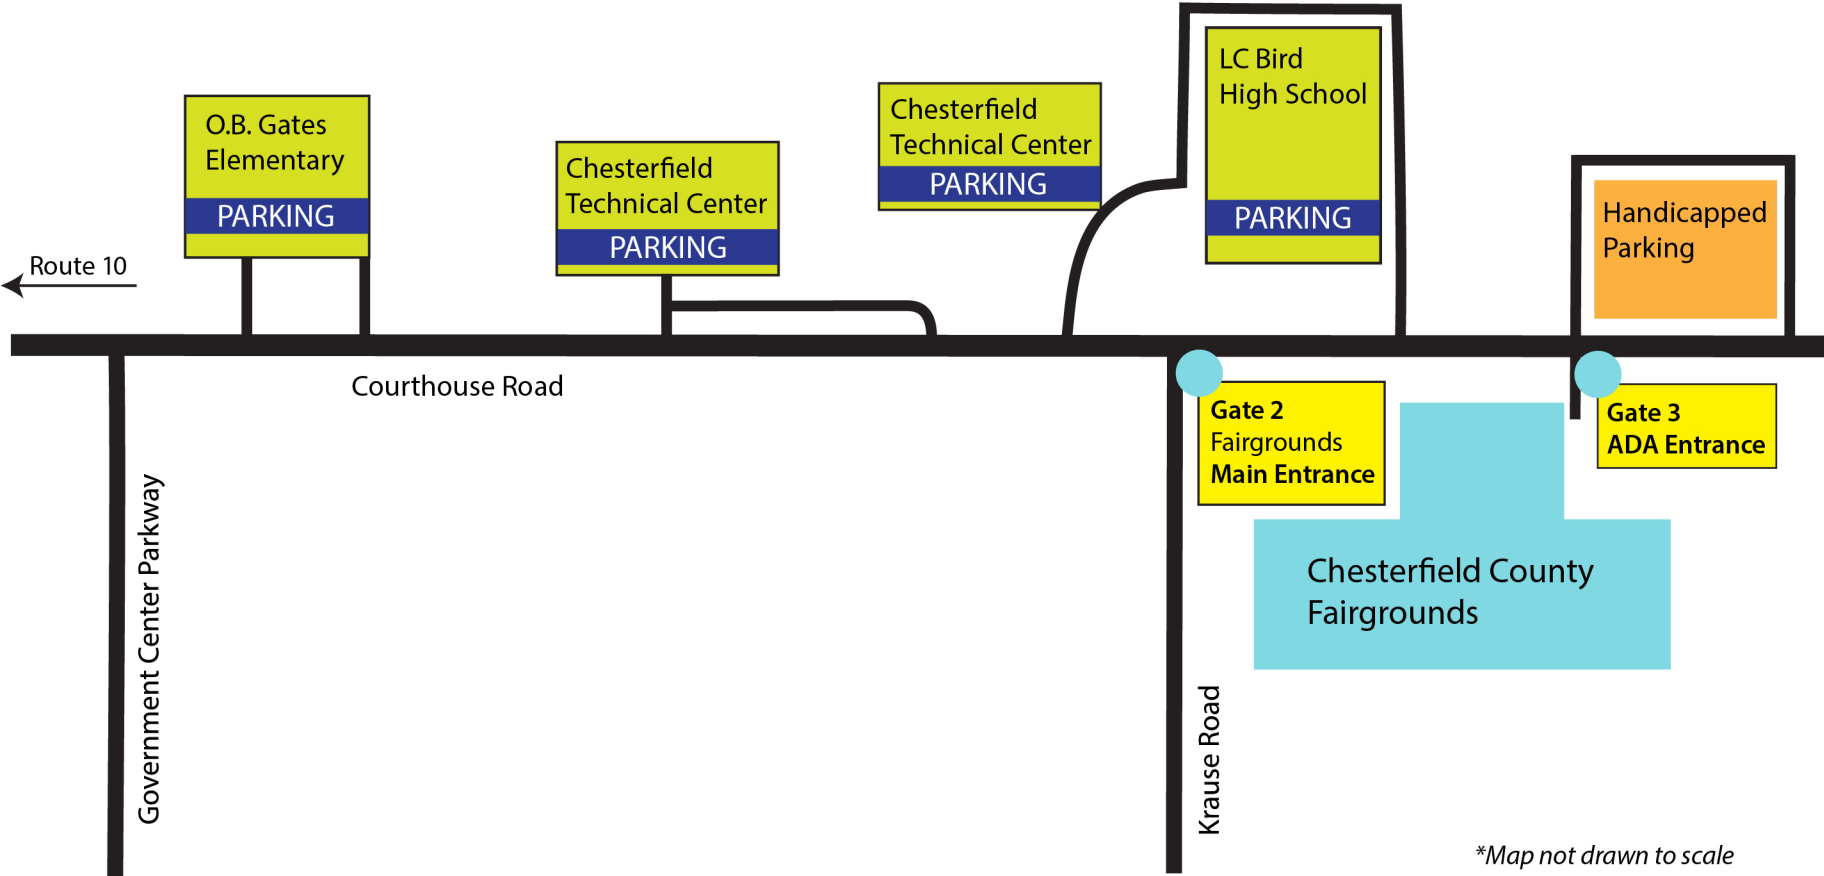 LC Bird
High School
PARKING
Chesterfield
Technical Center
PARKING
O.B. Gates
Elementary
PARKING
Chesterfield
Technical Center
PARKING
Handicapped
Parking
Route 10
Courthouse Road
Gate 2
Fairgrounds
Main Entrance
Gate 3
ADA Entrance
Government Center Parkway
Chesterfield County
Fairgrounds
Krause Road
*Map not drawn to scale